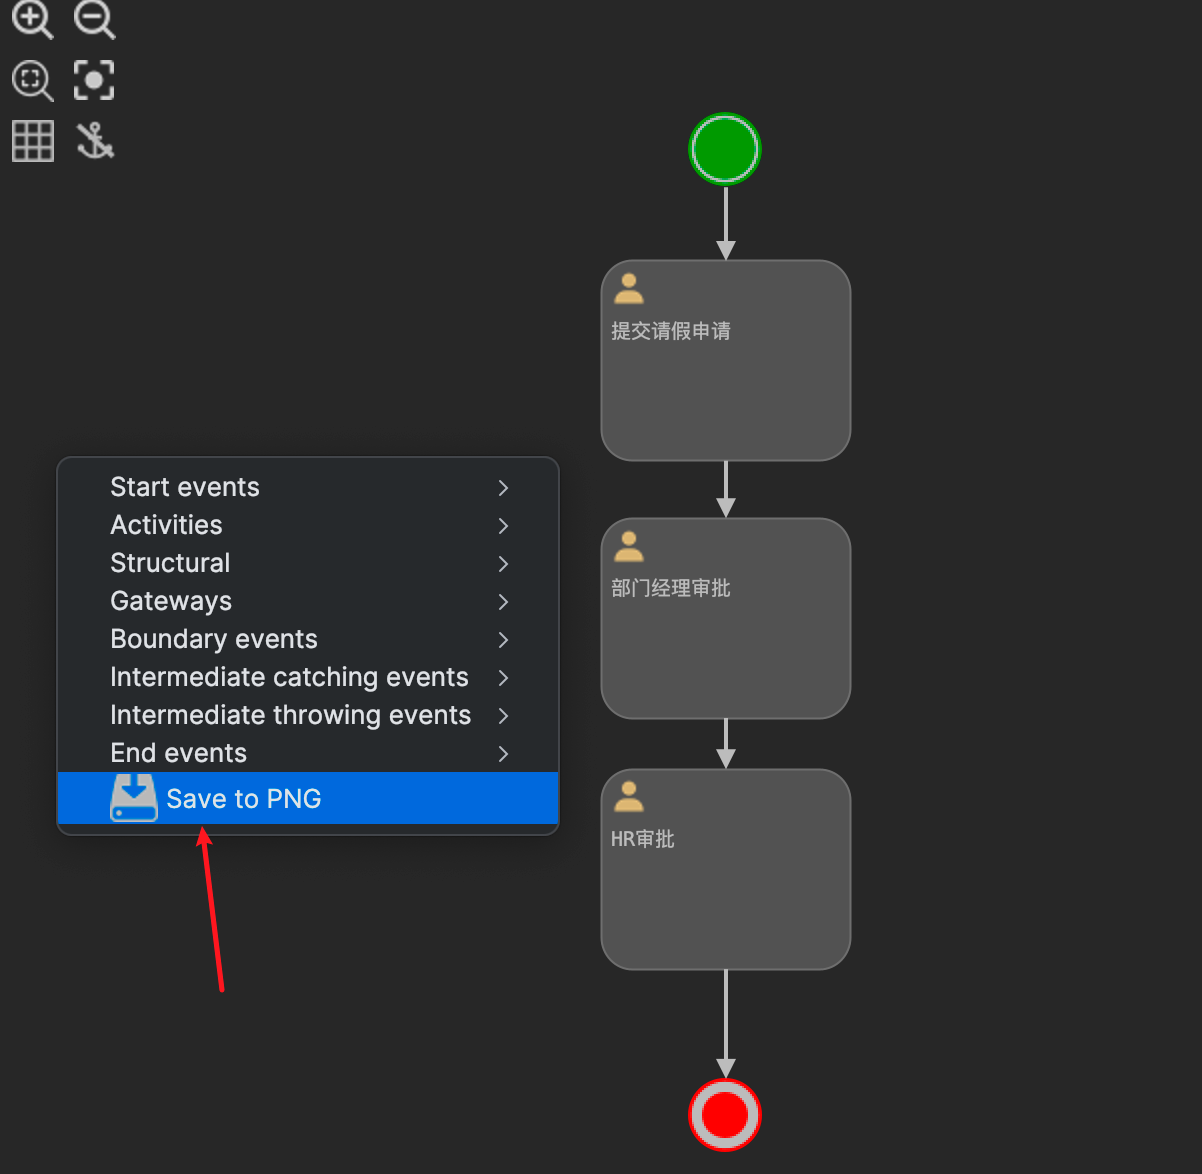 提交请假申请
Start events
Activities
Structural
Gateways
Boundary events
Intermediate catching events
Intermediate throwing events
End events
Save to PNG
部门经理审批
HR审批